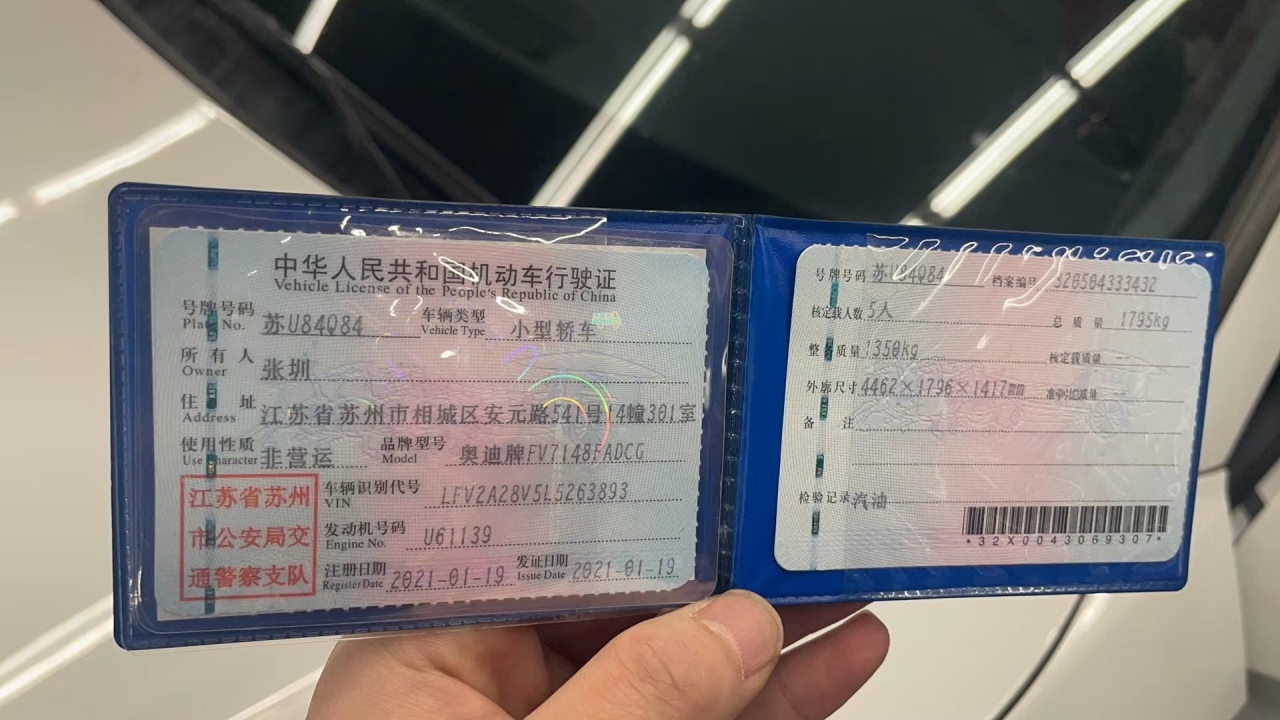 中华人民共和国机动车行驶证
Vehicle License of the People's Republic of China
号牌号码 苏U84Q84 车辆类型 小型轿车
Plate No. Vehicle Type
所有人 张圳
Owner
住址 江苏省苏州市相城区安元路541号14幢301室
Address
使用性质 非营运 品牌型号 奥迪牌FV7148FADCG
Use Character Model
江苏省苏州
市公安局交
通警察支队
车辆识别代号 LFV2A28V5L5263893
VIN
发动机号码 U61139
Engine No.
注册日期 2021-01-19 发证日期 2021-01-19
Register Date Issue Date
号牌号码 苏U84Q84 档案编号 320504333432
核定载人数 5人 总质量 1795kg
整备质量 1350kg 核定载质量 --
外廓尺寸 4462×1796×1417mm 准牵引总质量 --
备注
检验记录 汽油
*32X0043069307*